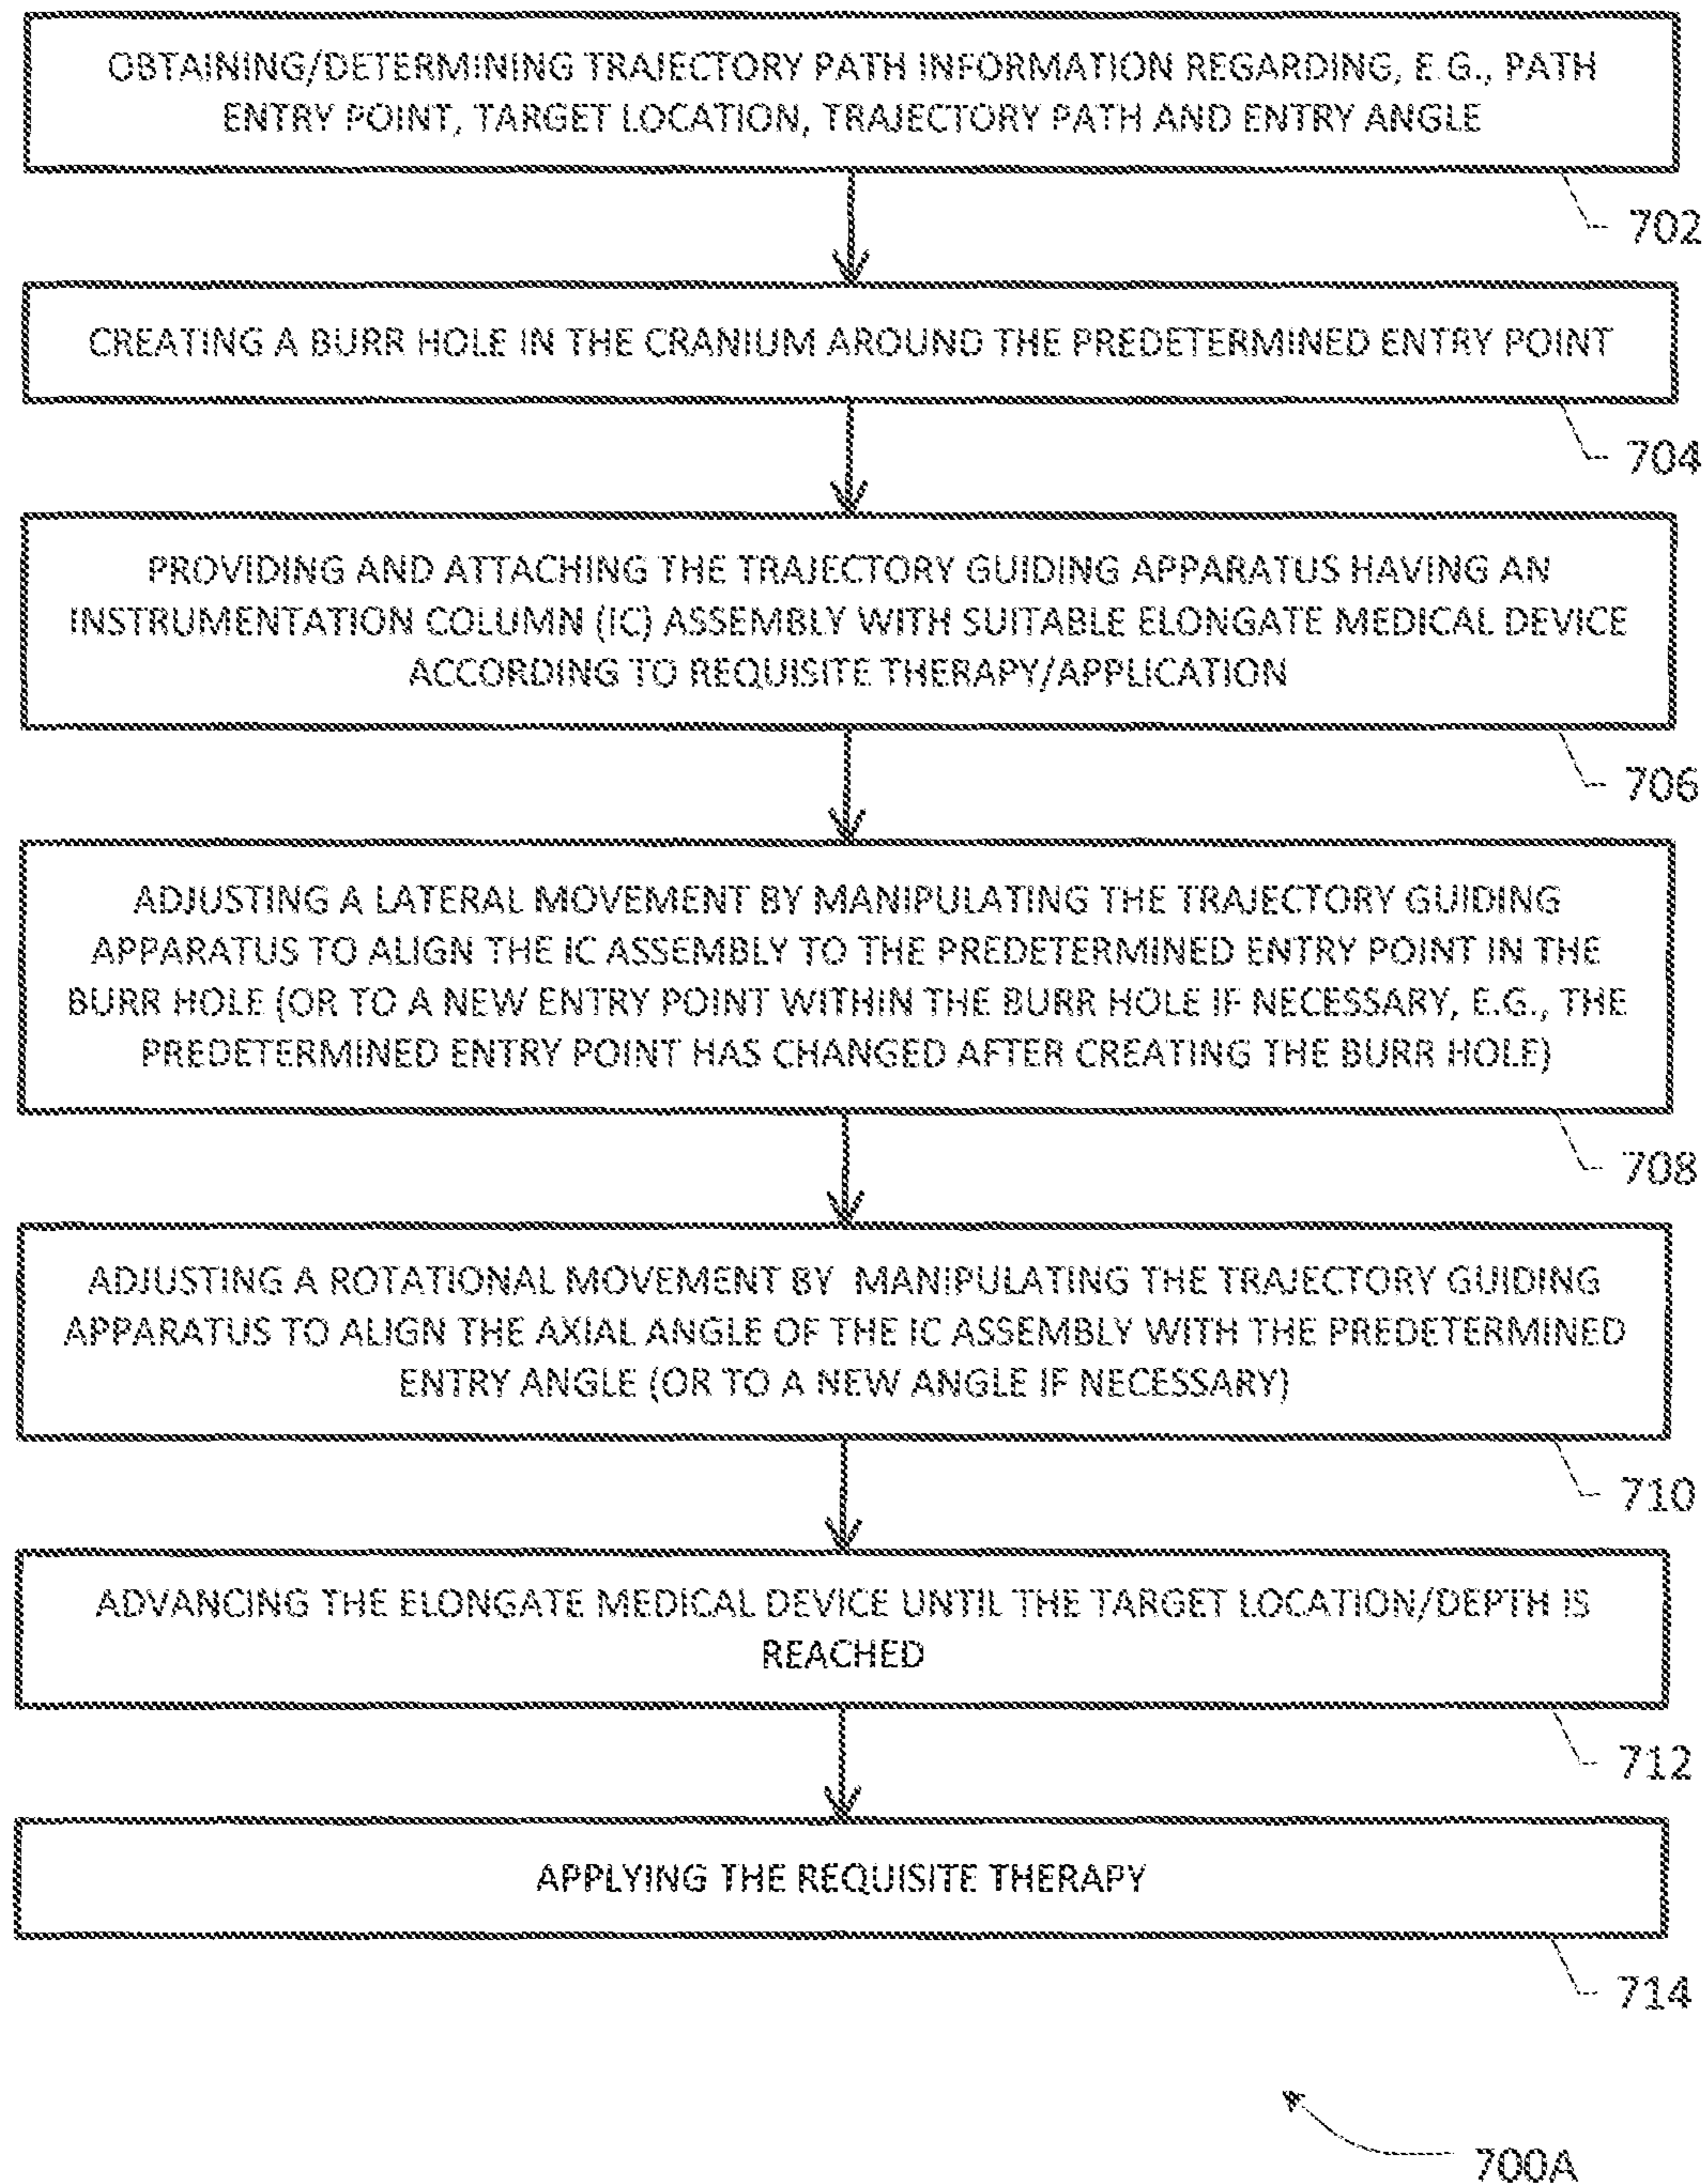 OBTAINING/DETERMINING TRAJECTORY PATH INFORMATION REGARDING, E.G., PATH
ENTRY POINT, TARGET LOCATION, TRAJECTORY PATH AND ENTRY ANGLE
702
CREATING A BURR HOLE IN THE CRANIUM AROUND THE PREDETERMINED ENTRY POINT
704
PROVIDING AND ATTACHING THE TRAJECTORY GUIDING APPARATUS HAVING AN
INSTRUMENTATION COLUMN (IC) ASSEMBLY WITH SUITABLE ELONGATE MEDICAL DEVICE
ACCORDING TO REQUISITE THERAPY/APPLICATION
706
ADJUSTING A LATERAL MOVEMENT BY MANIPULATING THE TRAJECTORY GUIDING
APPARATUS TO ALIGN THE IC ASSEMBLY TO THE PREDETERMINED ENTRY POINT IN THE
BURR HOLE (OR TO A NEW ENTRY POINT WITHIN THE BURR HOLE IF NECESSARY, E.G., THE
PREDETERMINED ENTRY POINT HAS CHANGED AFTER CREATING THE BURR HOLE)
708
ADJUSTING A ROTATIONAL MOVEMENT BY MANIPULATING THE TRAJECTORY GUIDING
APPARATUS TO ALIGN THE AXIAL ANGLE OF THE IC ASSEMBLY WITH THE PREDETERMINED
ENTRY ANGLE (OR TO A NEW ANGLE IF NECESSARY)
710
ADVANCING THE ELONGATE MEDICAL DEVICE UNTIL THE TARGET LOCATION/DEPTH IS
REACHED
712
APPLYING THE REQUISITE THERAPY
714
700A